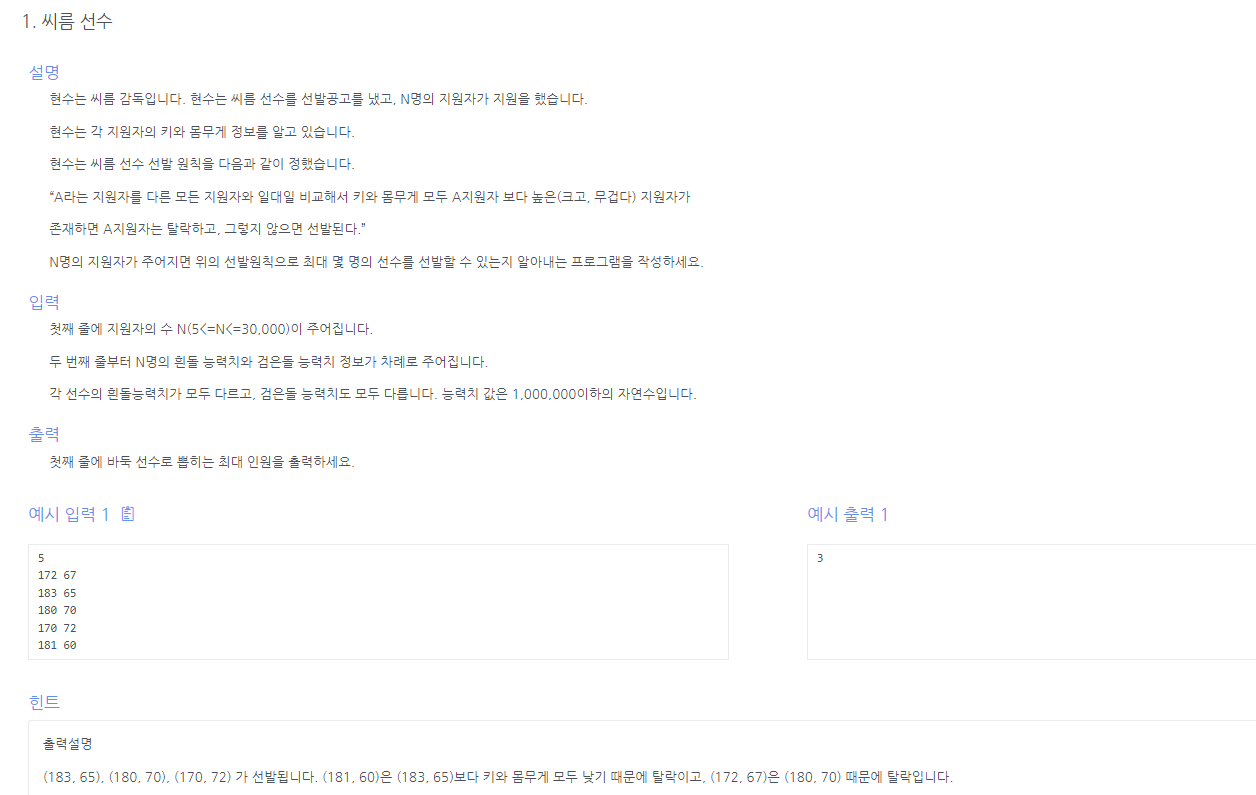 1. 씨름 선수
설명
현수는 씨름 감독입니다. 현수는 씨름 선수를 선발공고를 냈고, N명의 지원자가 지원을 했습니다.
현수는 각 지원자의 키와 몸무게 정보를 알고 있습니다.
현수는 씨름 선수 선발 원칙을 다음과 같이 정했습니다.
“A라는 지원자를 다른 모든 지원자와 일대일 비교해서 키와 몸무게 모두 A지원자 보다 높은(크고, 무겁다) 지원자가
존재하면 A지원자는 탈락하고, 그렇지 않으면 선발된다.”
N명의 지원자가 주어지면 위의 선발원칙으로 최대 몇 명의 선수를 선발할 수 있는지 알아내는 프로그램을 작성하세요.
입력
첫째 줄에 지원자의 수 N(5<=N<=30,000)이 주어집니다.
두 번째 줄부터 N명의 흰돌 능력치와 검은돌 능력치 정보가 차례로 주어집니다.
각 선수의 흰돌능력치가 모두 다르고, 검은돌 능력치도 모두 다릅니다. 능력치 값은 1,000,000이하의 자연수입니다.
출력
첫째 줄에 바둑 선수로 뽑히는 최대 인원을 출력하세요.
예시 입력 1
5
172 67
183 65
180 70
170 72
181 60
예시 출력 1
3
힌트
출력설명
(183, 65), (180, 70), (170, 72) 가 선발됩니다. (181, 60)은 (183, 65)보다 키와 몸무게 모두 낮기 때문에 탈락이고, (172, 67)은 (180, 70) 때문에 탈락입니다.